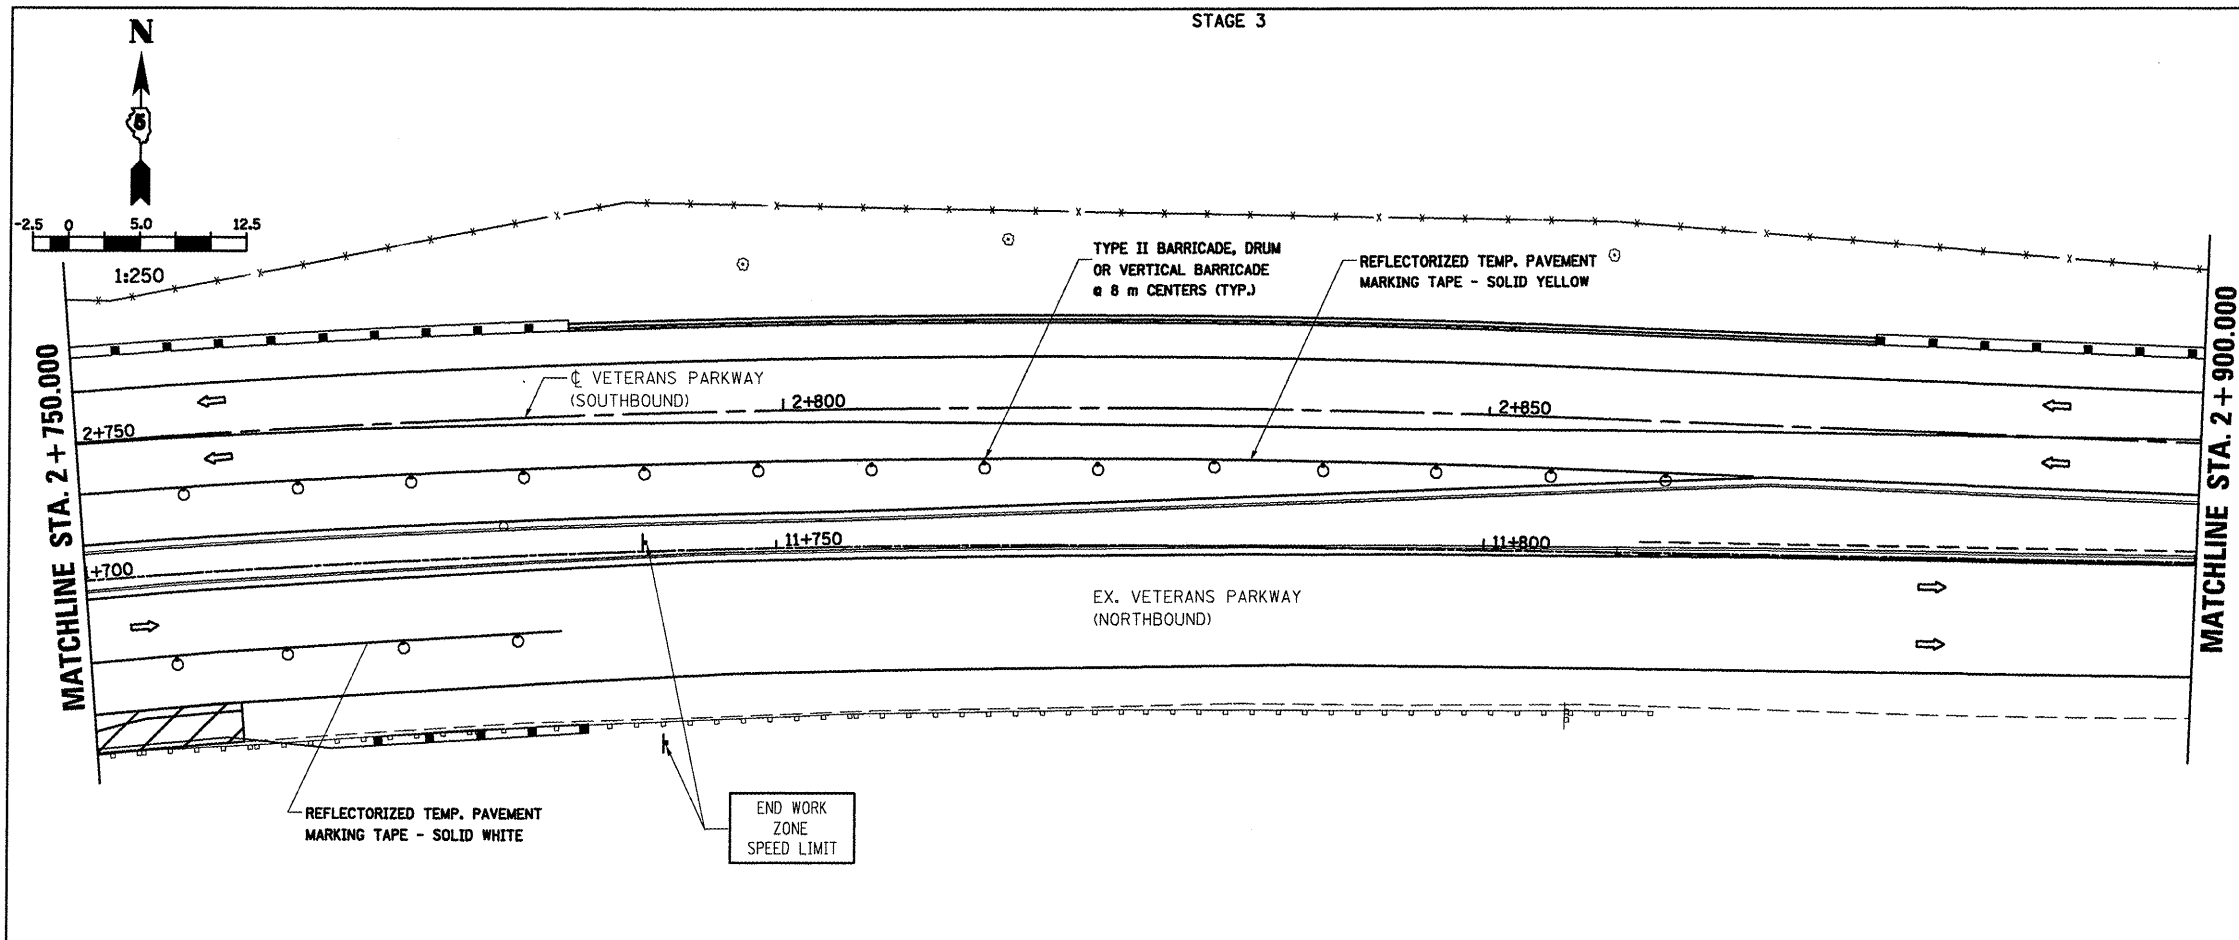 STAGE 3
N
5
-2.5 0 5.0 12.5
1:250
TYPE II BARRICADE, DRUM
OR VERTICAL BARRICADE
@ 8 m CENTERS (TYP.)
REFLECTORIZED TEMP. PAVEMENT
MARKING TAPE - SOLID YELLOW
MATCHLINE STA. 2+750.000
MATCHLINE STA. 2+900.000
℄ VETERANS PARKWAY
(SOUTHBOUND)
2+750
2+800
2+850
1+700
11+750
11+800
EX. VETERANS PARKWAY
(NORTHBOUND)
REFLECTORIZED TEMP. PAVEMENT
MARKING TAPE - SOLID WHITE
END WORK
ZONE
SPEED LIMIT